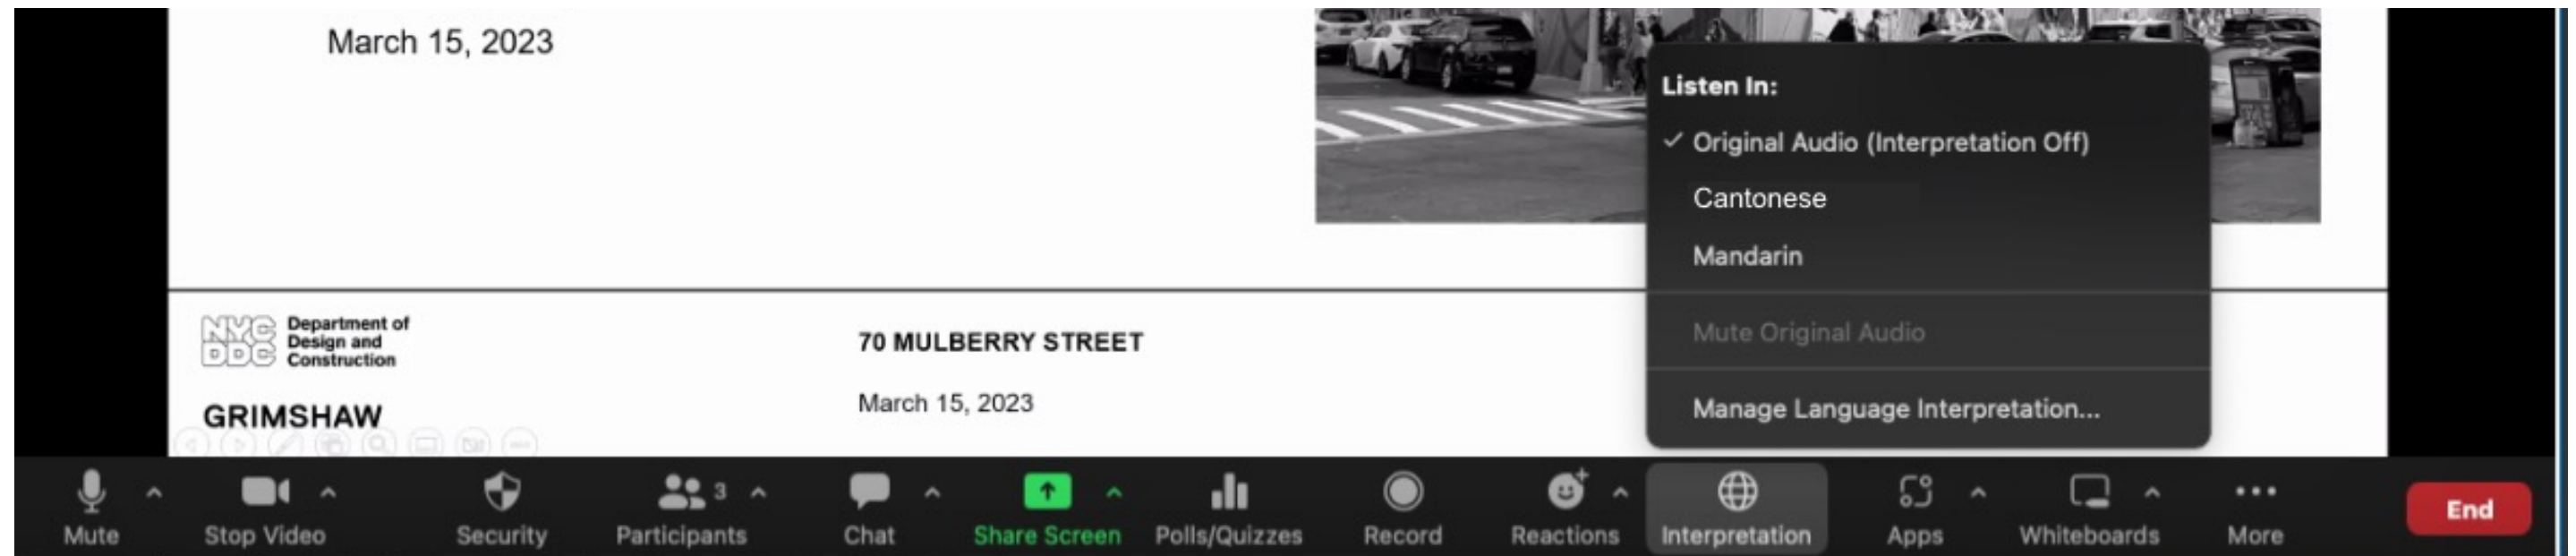 March 15, 2023
Listen In:
✓ Original Audio (Interpretation Off)
Cantonese
Mandarin
Mute Original Audio
Manage Language Interpretation...
NYC
DDC
Department of
Design and
Construction
GRIMSHAW
70 MULBERRY STREET
March 15, 2023
Mute
Stop Video
Security
3
Participants
Chat
Share Screen
Polls/Quizzes
Record
Reactions
Interpretation
Apps
Whiteboards
More
End